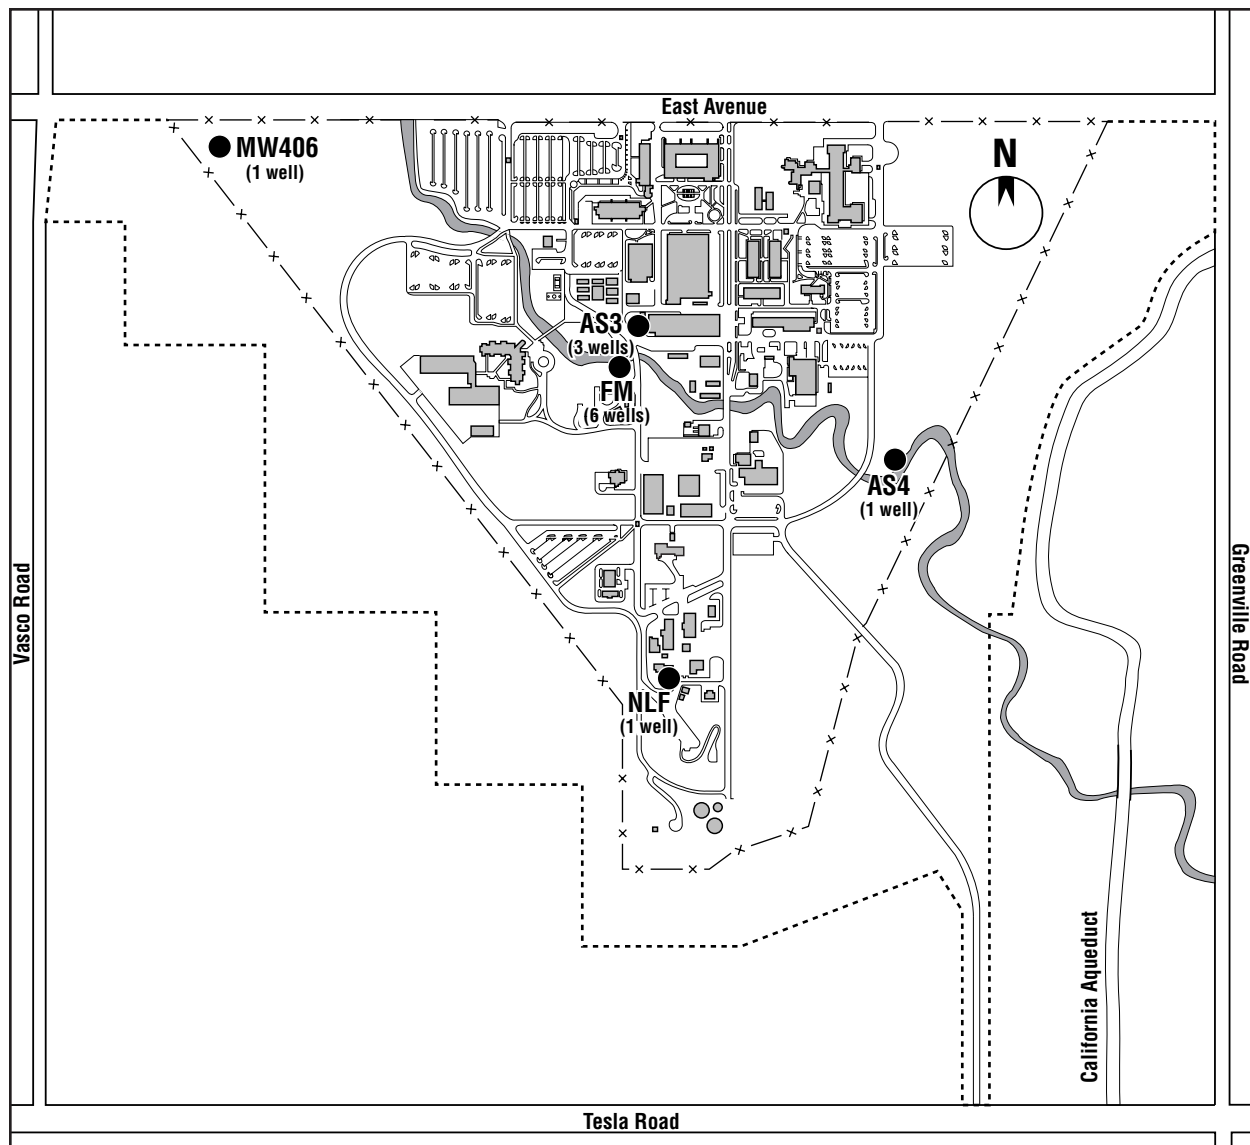 East Avenue
MW406
(1 well)
N
AS3
(3 wells)
FM
(6 wells)
AS4
(1 well)
Vasco Road
Greenville Road
NLF
(1 well)
California Aqueduct
Tesla Road